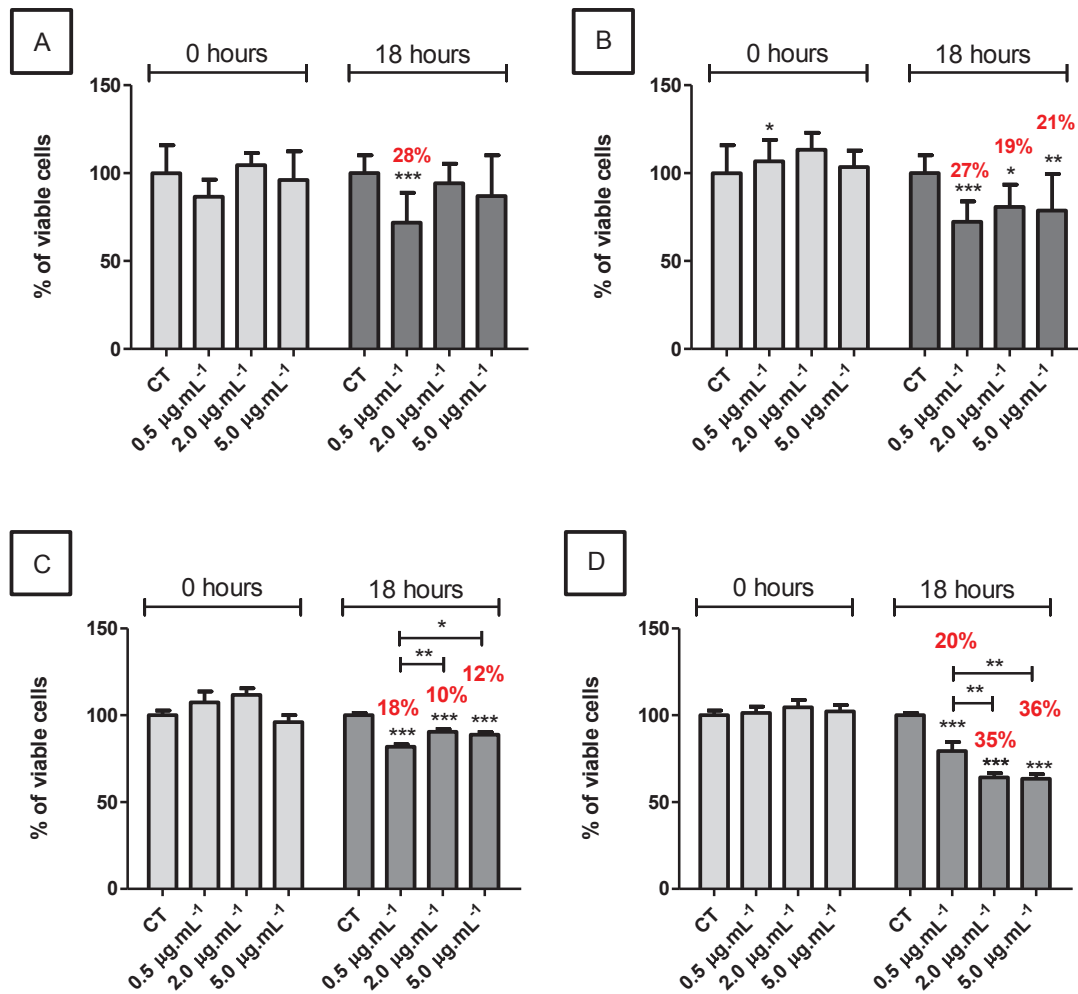 A
0 hours
18 hours
150
100
50
0
% of viable cells
28%
***
CT
0.5 µg.mL⁻¹
2.0 µg.mL⁻¹
5.0 µg.mL⁻¹
CT
0.5 µg.mL⁻¹
2.0 µg.mL⁻¹
5.0 µg.mL⁻¹
B
0 hours
18 hours
150
100
50
0
% of viable cells
*
27%
***
19%
*
21%
**
CT
0.5 µg.mL⁻¹
2.0 µg.mL⁻¹
5.0 µg.mL⁻¹
CT
0.5 µg.mL⁻¹
2.0 µg.mL⁻¹
5.0 µg.mL⁻¹
C
0 hours
18 hours
150
100
50
0
% of viable cells
*
**
18%
***
10%
***
12%
***
CT
0.5 µg.mL⁻¹
2.0 µg.mL⁻¹
5.0 µg.mL⁻¹
CT
0.5 µg.mL⁻¹
2.0 µg.mL⁻¹
5.0 µg.mL⁻¹
D
0 hours
18 hours
150
100
50
0
% of viable cells
20%
**
**
***
35%
***
36%
***
CT
0.5 µg.mL⁻¹
2.0 µg.mL⁻¹
5.0 µg.mL⁻¹
CT
0.5 µg.mL⁻¹
2.0 µg.mL⁻¹
5.0 µg.mL⁻¹